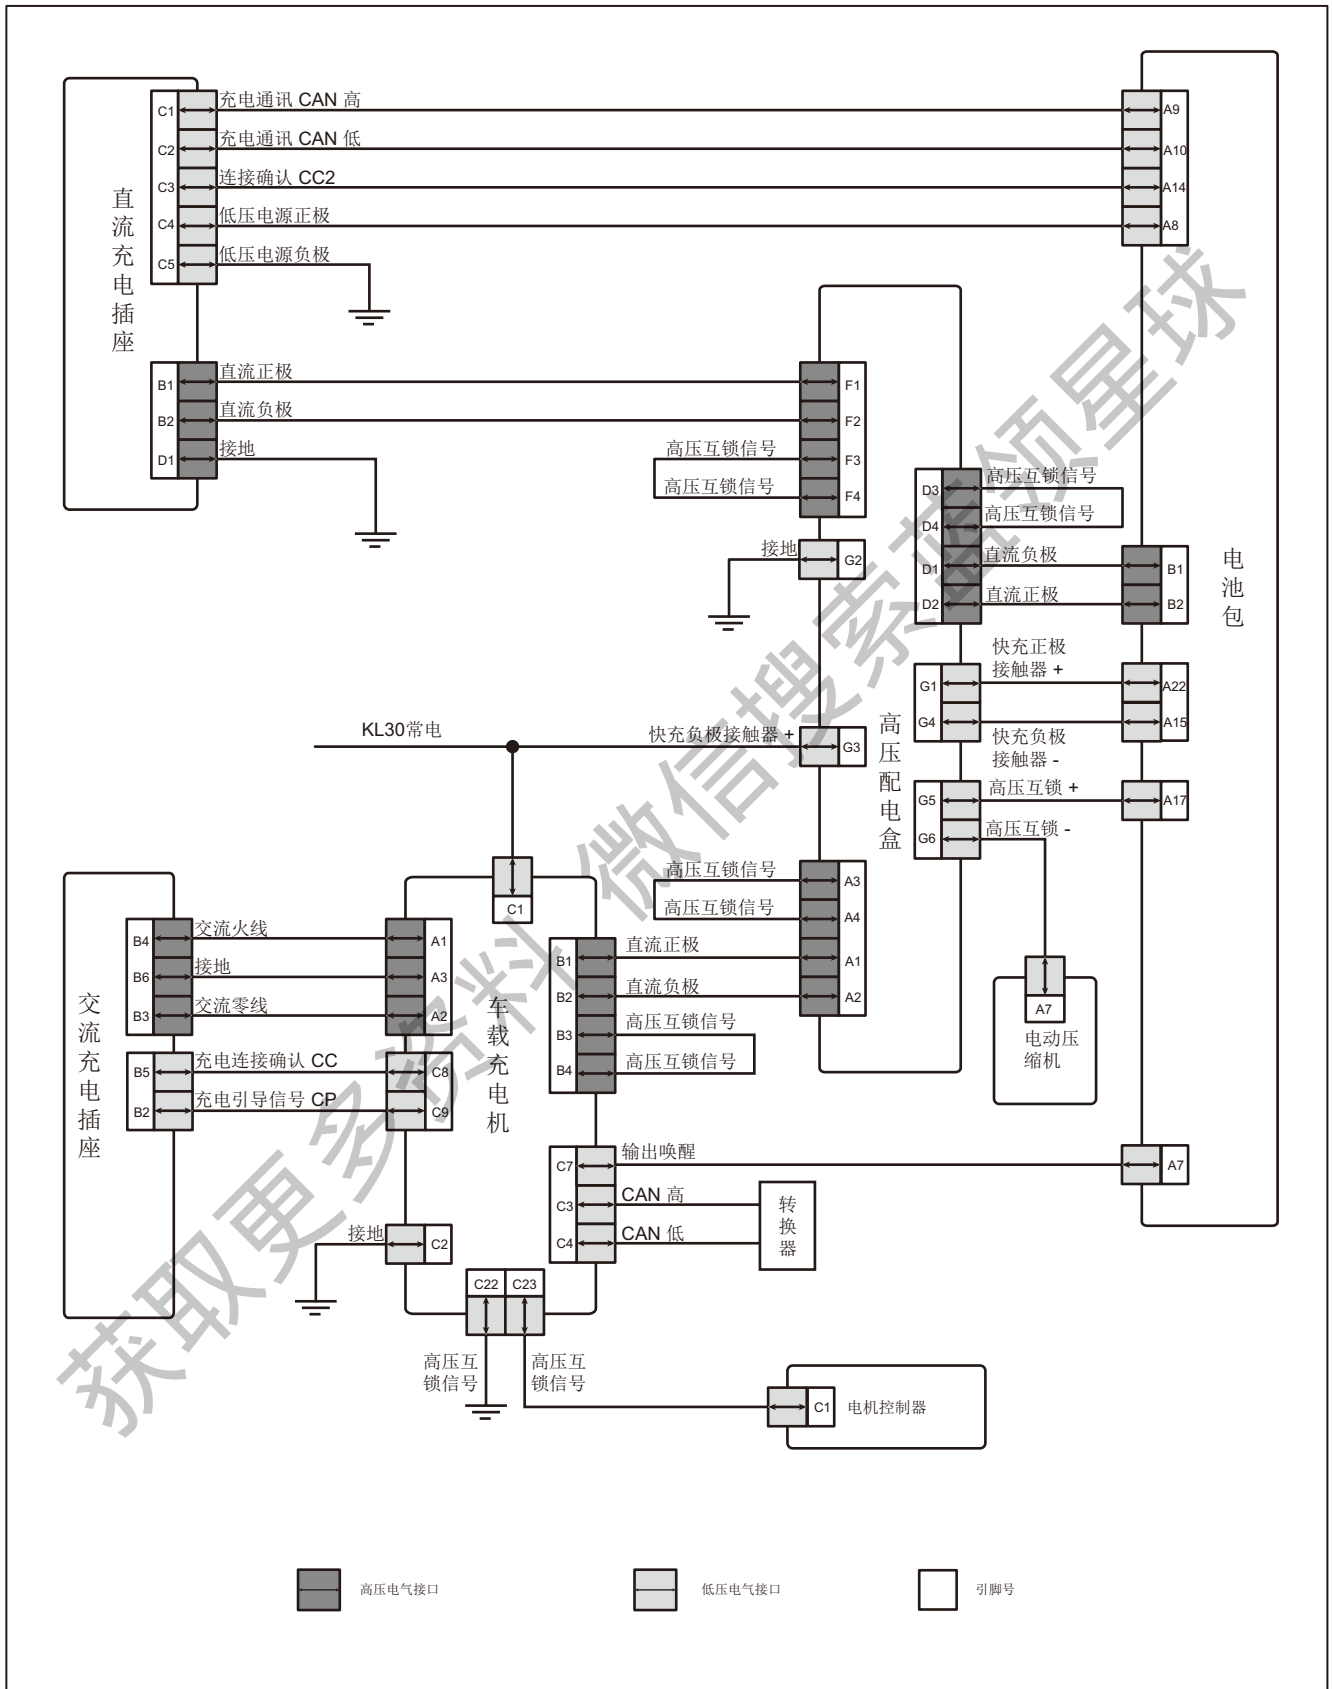 直流充电插座
C1 充电通讯 CAN 高 A9
C2 充电通讯 CAN 低 A10
C3 连接确认 CC2 A14
C4 低压电源正极 A8
C5 低压电源负极
B1 直流正极 F1
B2 直流负极 F2
D1 接地
高压互锁信号 F3
高压互锁信号 F4
接地 G2
D3 高压互锁信号
D4 高压互锁信号
D1 直流负极 B1
D2 直流正极 B2
电池包
快充正极
接触器 +
G1 A22
G4 A15
快充负极
接触器 -
高压配电盒
KL30常电 快充负极接触器 + G3
G5 高压互锁 + A17
G6 高压互锁 -
C1
高压互锁信号 A3
高压互锁信号 A4
交流充电插座
B4 交流火线 A1
B6 接地 A3
B3 交流零线 A2
B5 充电连接确认 CC C8
B2 充电引导信号 CP C9
车载充电机
B1 直流正极 A1
B2 直流负极 A2
B3 高压互锁信号
B4 高压互锁信号
A7
电动压
缩机
C7 输出唤醒 A7
C3 CAN 高
C4 CAN 低
转换器
接地 C2
C22 C23
高压互
锁信号
高压互
锁信号
C1 电机控制器
高压电气接口
低压电气接口
引脚号
获取更多资料 微信搜索蓝领星球